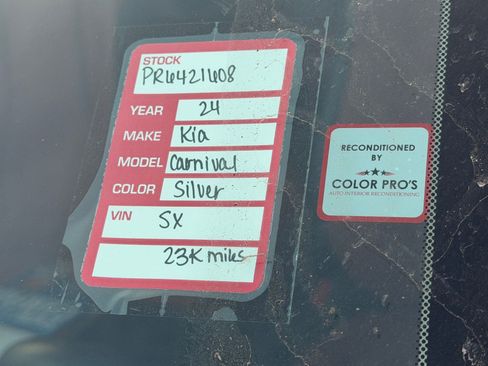 STOCK
PR6421608
YEAR 24
MAKE Kia
MODEL Carnival
COLOR Silver
VIN SX
23K miles
RECONDITIONED
BY
COLOR PRO'S
AUTO INTERIOR RECONDITIONING